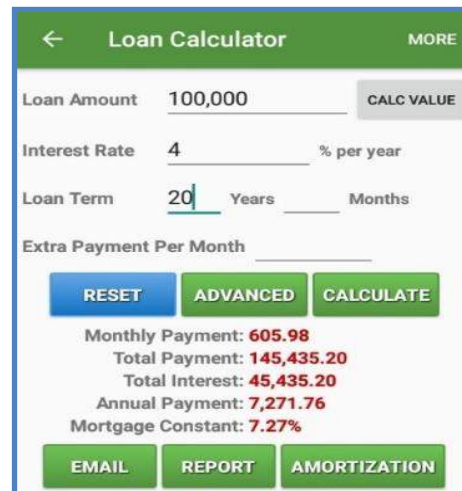 ← Loan Calculator MORE
Loan Amount 100,000 CALC VALUE
Interest Rate 4 % per year
Loan Term 20 Years Months
Extra Payment Per Month
RESET ADVANCED CALCULATE
Monthly Payment: 605.98
Total Payment: 145,435.20
Total Interest: 45,435.20
Annual Payment: 7,271.76
Mortgage Constant: 7.27%
EMAIL REPORT AMORTIZATION